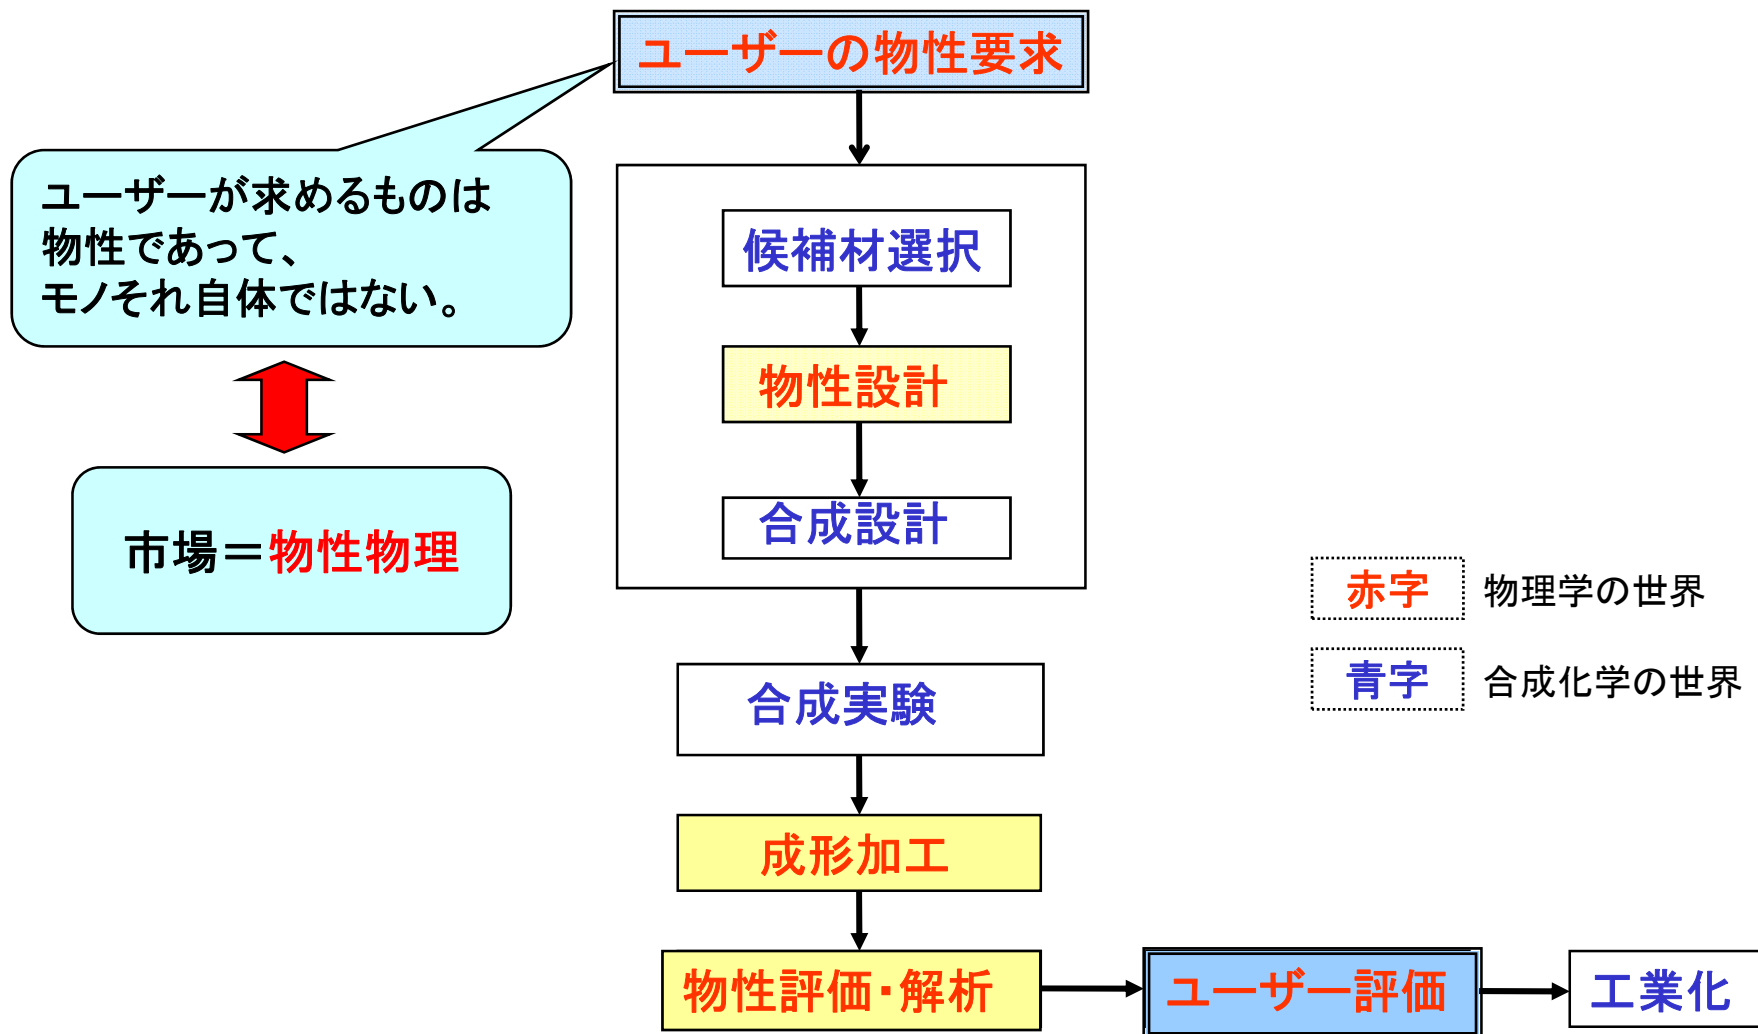 ユーザーの物性要求
ユーザーが求めるものは
物性であって、
モノそれ自体ではない。
市場＝物性物理
候補材選択
物性設計
合成設計
合成実験
成形加工
物性評価・解析
ユーザー評価
工業化
赤字 物理学の世界
青字 合成化学の世界